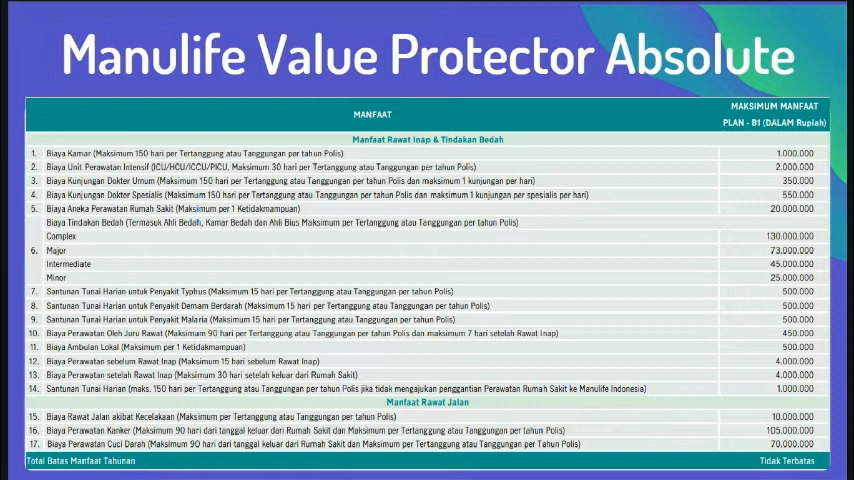 Manulife Value Protector Absolute
MANFAAT
MAKSIMUM MANFAAT
PLAN - B1 (DALAM Rupiah)
Manfaat Rawat Inap & Tindakan Bedah
1. Biaya Kamar (Maksimum 150 hari per Tertanggung atau Tanggungan per tahun Polis) 1.000.000
2. Biaya Unit Perawatan Intensif (ICU/HCU/ICCU/PICU, Maksimum 30 hari per Tertanggung atau Tanggungan per tahun Polis) 2.000.000
3. Biaya Kunjungan Dokter Umum (Maksimum 150 hari per Tertanggung atau Tanggungan per tahun Polis dan maksimum 1 kunjungan per hari) 350.000
4. Biaya Kunjungan Dokter Spesialis (Maksimum 150 hari per Tertanggung atau Tanggungan per tahun Polis dan maksimum 1 kunjungan per spesialis per hari) 550.000
5. Biaya Aneka Perawatan Rumah Sakit (Maksimum per 1 Ketidakmampuan) 20.000.000
Biaya Tindakan Bedah (Termasuk Ahli Bedah, Kamar Bedah dan Ahli Bius Maksimum per Tertanggung atau Tanggungan per tahun Polis)
Complex 130.000.000
6. Major 73.000.000
Intermediate 45.000.000
Minor 25.000.000
7. Santunan Tunai Harian untuk Penyakit Typhus (Maksimum 15 hari per Tertanggung atau Tanggungan per tahun Polis) 500.000
8. Santunan Tunai Harian untuk Penyakit Demam Berdarah (Maksimum 15 hari per Tertanggung atau Tanggungan per tahun Polis) 500.000
9. Santunan Tunai Harian untuk Penyakit Malaria (Maksimum 15 hari per Tertanggung atau Tanggungan per tahun Polis) 500.000
10. Biaya Perawatan Oleh Juru Rawat (Maksimum 90 hari per Tertanggung atau Tanggungan per tahun Polis dan maksimum 7 hari setelah Rawat Inap) 450.000
11. Biaya Ambulan Lokal (Maksimum per 1 Ketidakmampuan) 500.000
12. Biaya Perawatan sebelum Rawat Inap (Maksimum 15 hari sebelum Rawat Inap) 4.000.000
13. Biaya Perawatan setelah Rawat Inap (Maksimum 30 hari setelah keluar dari Rumah Sakit) 4.000.000
14. Santunan Tunai Harian (maks. 150 hari per Tertanggung atau Tanggungan per tahun Polis jika tidak mengajukan penggantian Perawatan Rumah Sakit ke Manulife Indonesia) 1.000.000
Manfaat Rawat Jalan
15. Biaya Rawat Jalan akibat Kecelakaan (Maksimum per Tertanggung atau Tanggungan per tahun Polis) 10.000.000
16. Biaya Perawatan Kanker (Maksimum 90 hari dari tanggal keluar dari Rumah Sakit dan Maksimum per Tertanggung atau Tanggungan per tahun Polis) 105.000.000
17. Biaya Perawatan Cuci Darah (Maksimum 90 hari dari tanggal keluar dari Rumah Sakit dan Maksimum per Tertanggung atau Tanggungan per Tahun Polis) 70.000.000
Total Batas Manfaat Tahunan Tidak Terbatas